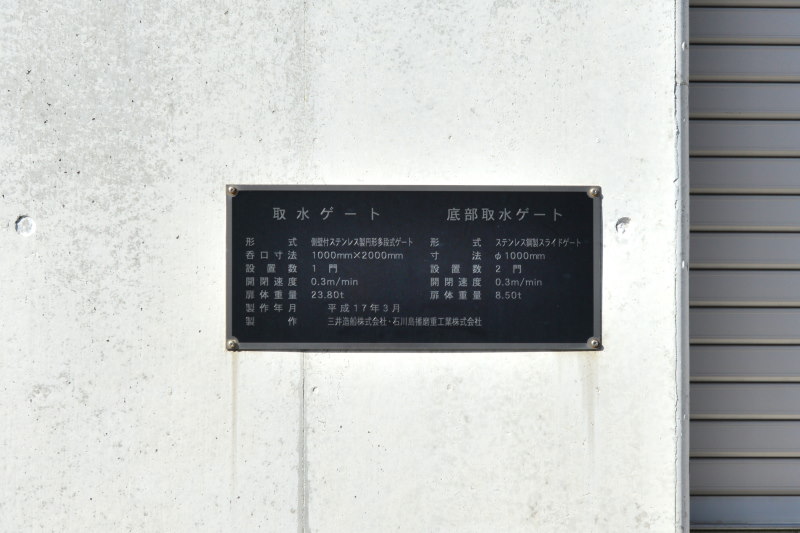 取水ゲート
形式 側壁付ステンレス製円形多段式ゲート
呑口寸法 1000mm×2000mm
設置数 1門
開閉速度 0.3m/min
扉体重量 23.80t
製作年月 平成17年3月
製作 三井造船株式会社・石川島播磨重工業株式会社
底部取水ゲート
形式 ステンレス鋼製スライドゲート
寸法 φ1000mm
設置数 2門
開閉速度 0.3m/min
扉体重量 8.50t